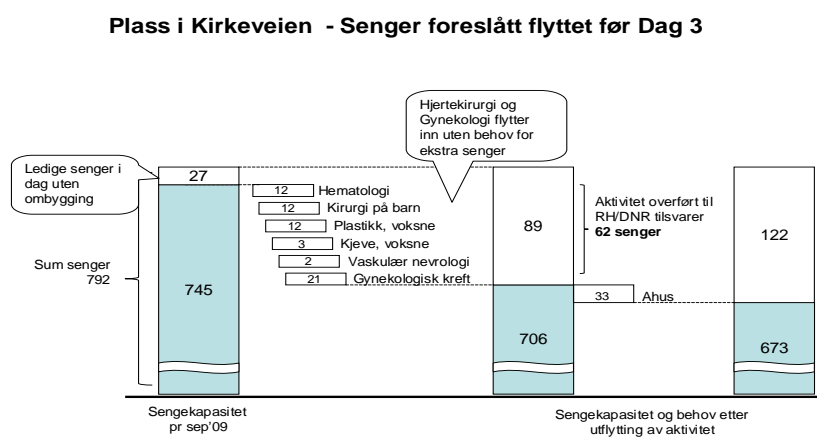 Plass i Kirkeveien - Senger foreslått flyttet før Dag 3
Hjertekirurgi og
Gynekologi flytter
inn uten behov for
ekstra senger
Ledige senger i
dag uten
ombygging
27
12 Hematologi
12 Kirurgi på barn
12 Plastikk, voksne
3 Kjeve, voksne
2 Vaskulær nevrologi
21 Gynekologisk kreft
Sum senger
792
745
89
Aktivitet overført til
RH/DNR tilsvarer
62 senger
122
33 Ahus
706
673
Sengekapasitet
pr sep'09
Sengekapasitet og behov etter
utflytting av aktivitet